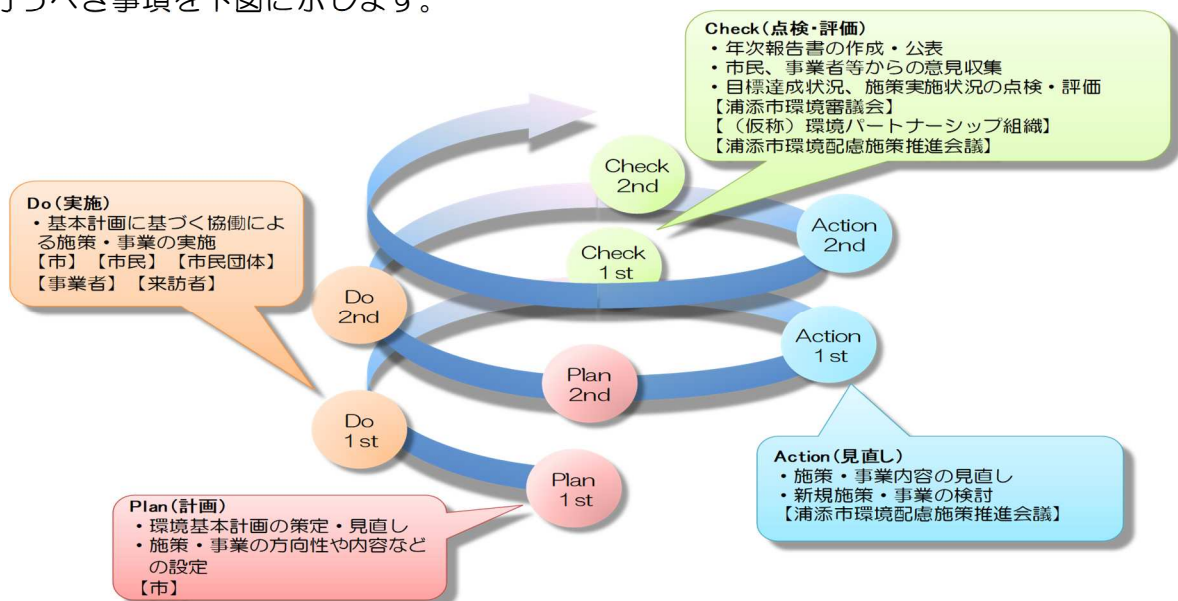 行うべき事項を下図に示します。
Check(点検・評価)
・年次報告書の作成・公表
・市民、事業者等からの意見収集
・目標達成状況、施策実施状況の点検・評価
【浦添市環境審議会】
【（仮称）環境パートナーシップ組織】
【浦添市環境配慮施策推進会議】
Check
2nd
Do(実施)
・基本計画に基づく協働によ
る施策・事業の実施
【市】【市民】【市民団体】
【事業者】【来訪者】
Action
2nd
Check
1st
Do
2nd
Action
1st
Plan
2nd
Do
1st
Action(見直し)
・施策・事業内容の見直し
・新規施策・事業の検討
【浦添市環境配慮施策推進会議】
Plan
1st
Plan(計画)
・環境基本計画の策定・見直し
・施策・事業の方向性や内容など
の設定
【市】